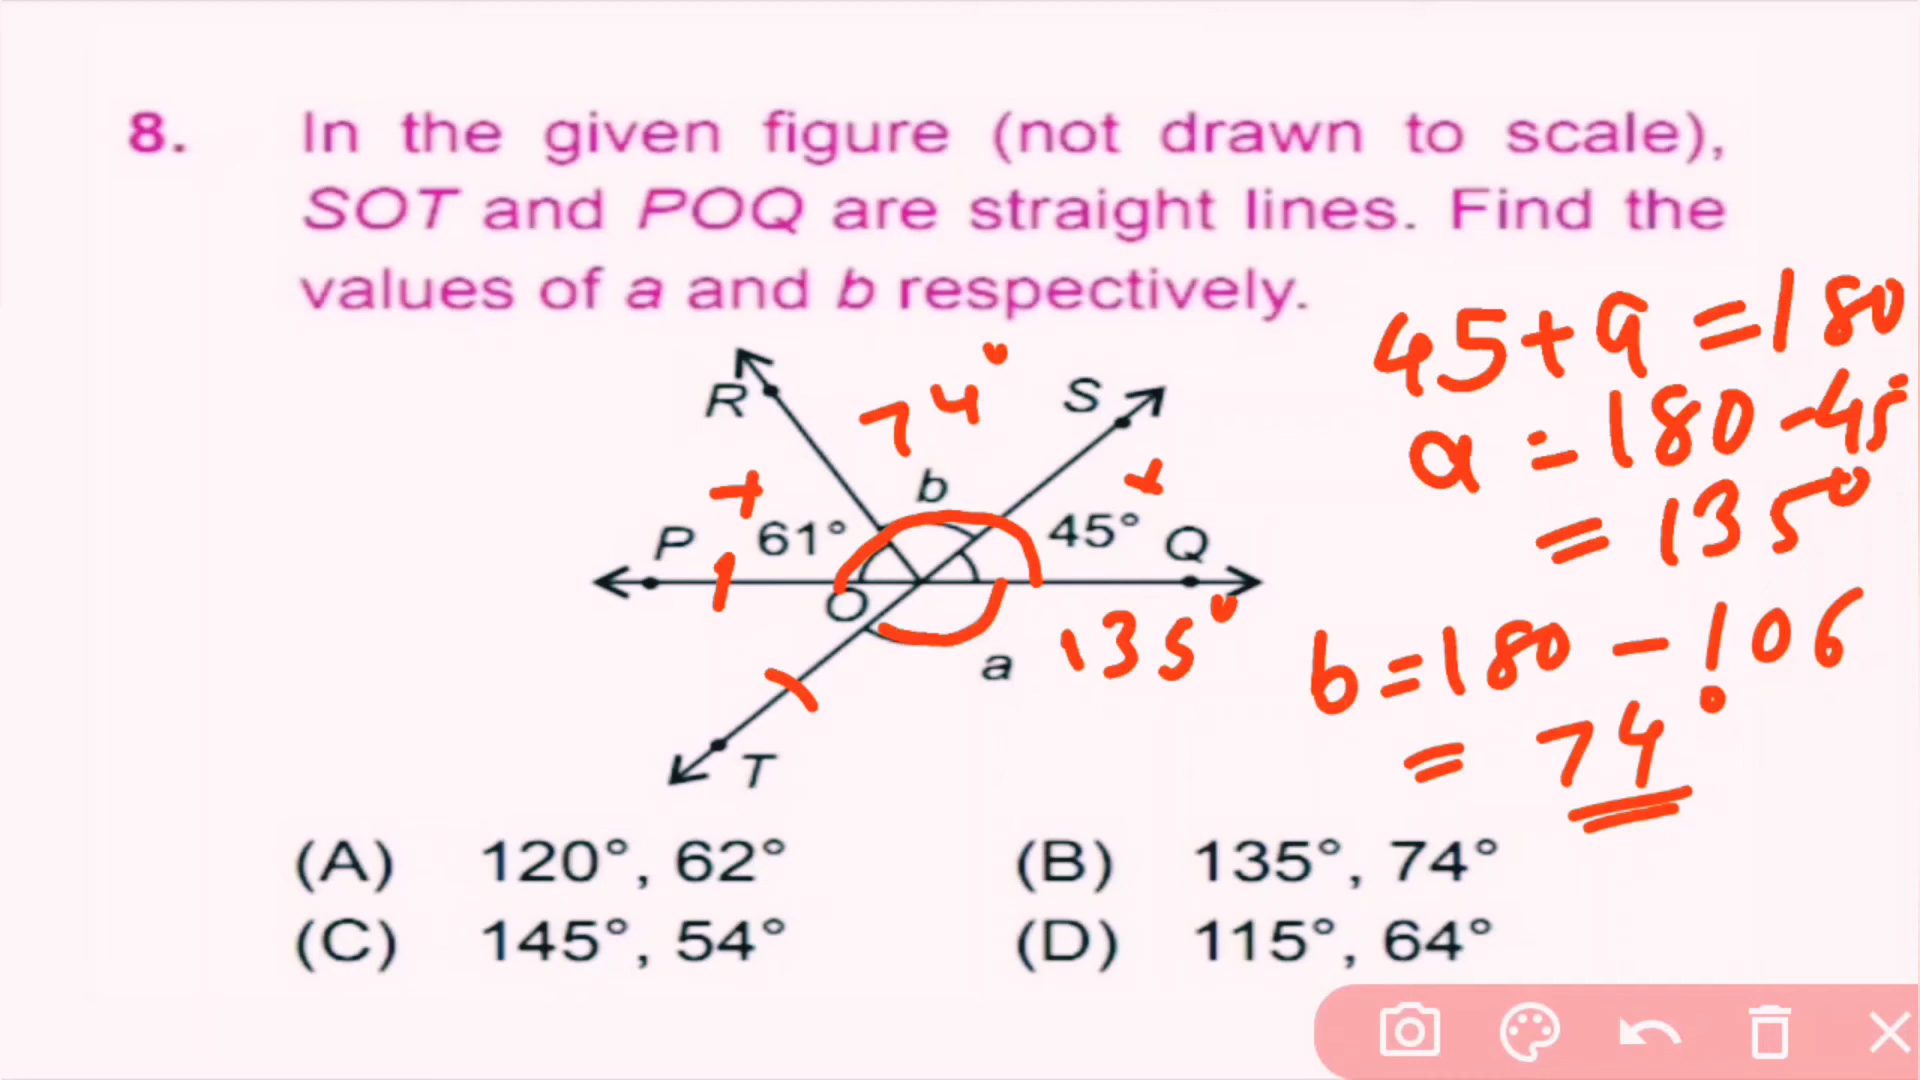 8. In the given figure (not drawn to scale),
SOT and POQ are straight lines. Find the
values of a and b respectively.
45+a=180
a=180-45
=135°
b=180-106
=74°
R
74°
S
b
P
61°
45°
Q
O
a
135°
T
(A) 120°, 62°
(B) 135°, 74°
(C) 145°, 54°
(D) 115°, 64°